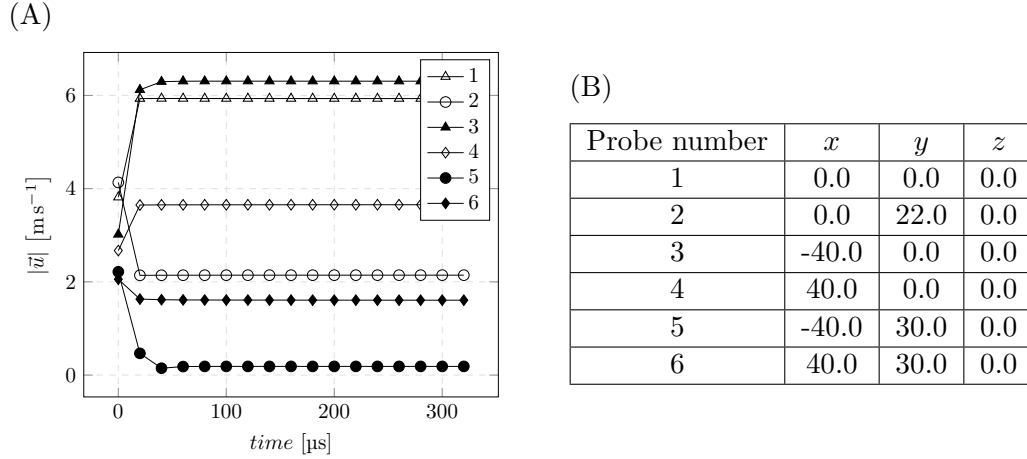 (A)
6
4
2
0
0
100
200
300
|u⃗| [m s⁻¹]
time [µs]
1
2
3
4
5
6
(B)
Probe number x y z
1 0.0 0.0 0.0
2 0.0 22.0 0.0
3 -40.0 0.0 0.0
4 40.0 0.0 0.0
5 -40.0 30.0 0.0
6 40.0 30.0 0.0